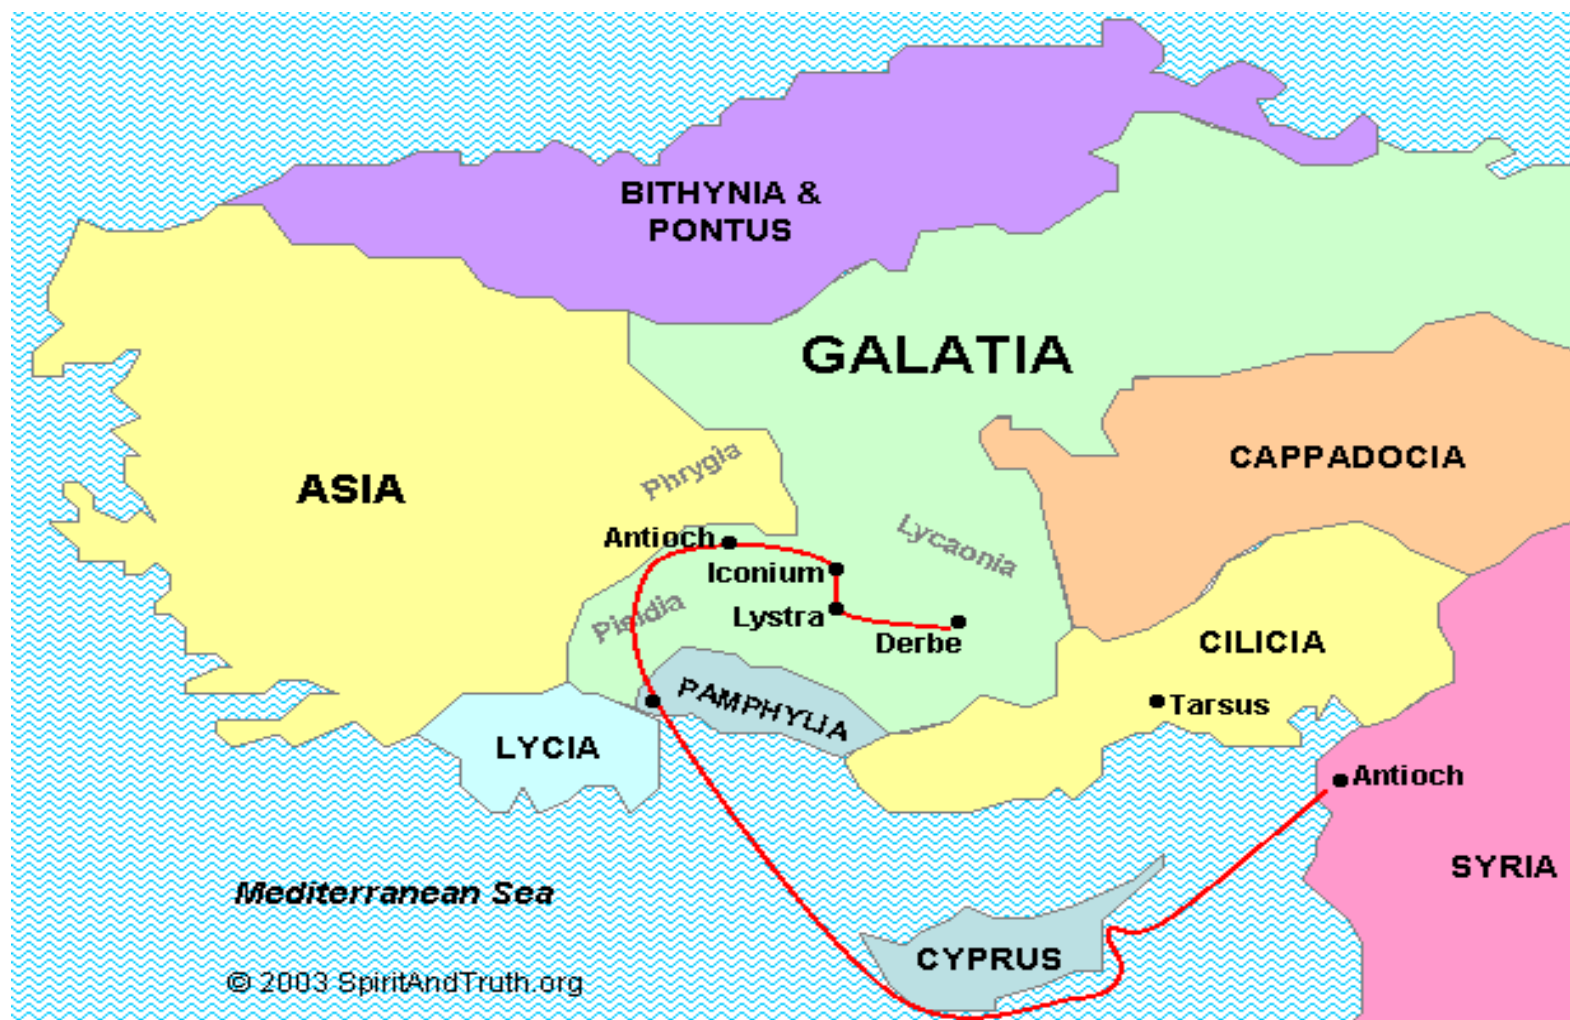 BITHYNIA &
PONTUS
GALATIA
CAPPADOCIA
ASIA
Phrygia
Lycaonia
Antioch
Iconium
Pisidia
Lystra
Derbe
CILICIA
PAMPHYLIA
Tarsus
LYCIA
Antioch
SYRIA
Mediterranean Sea
CYPRUS
© 2003 SpiritAndTruth.org